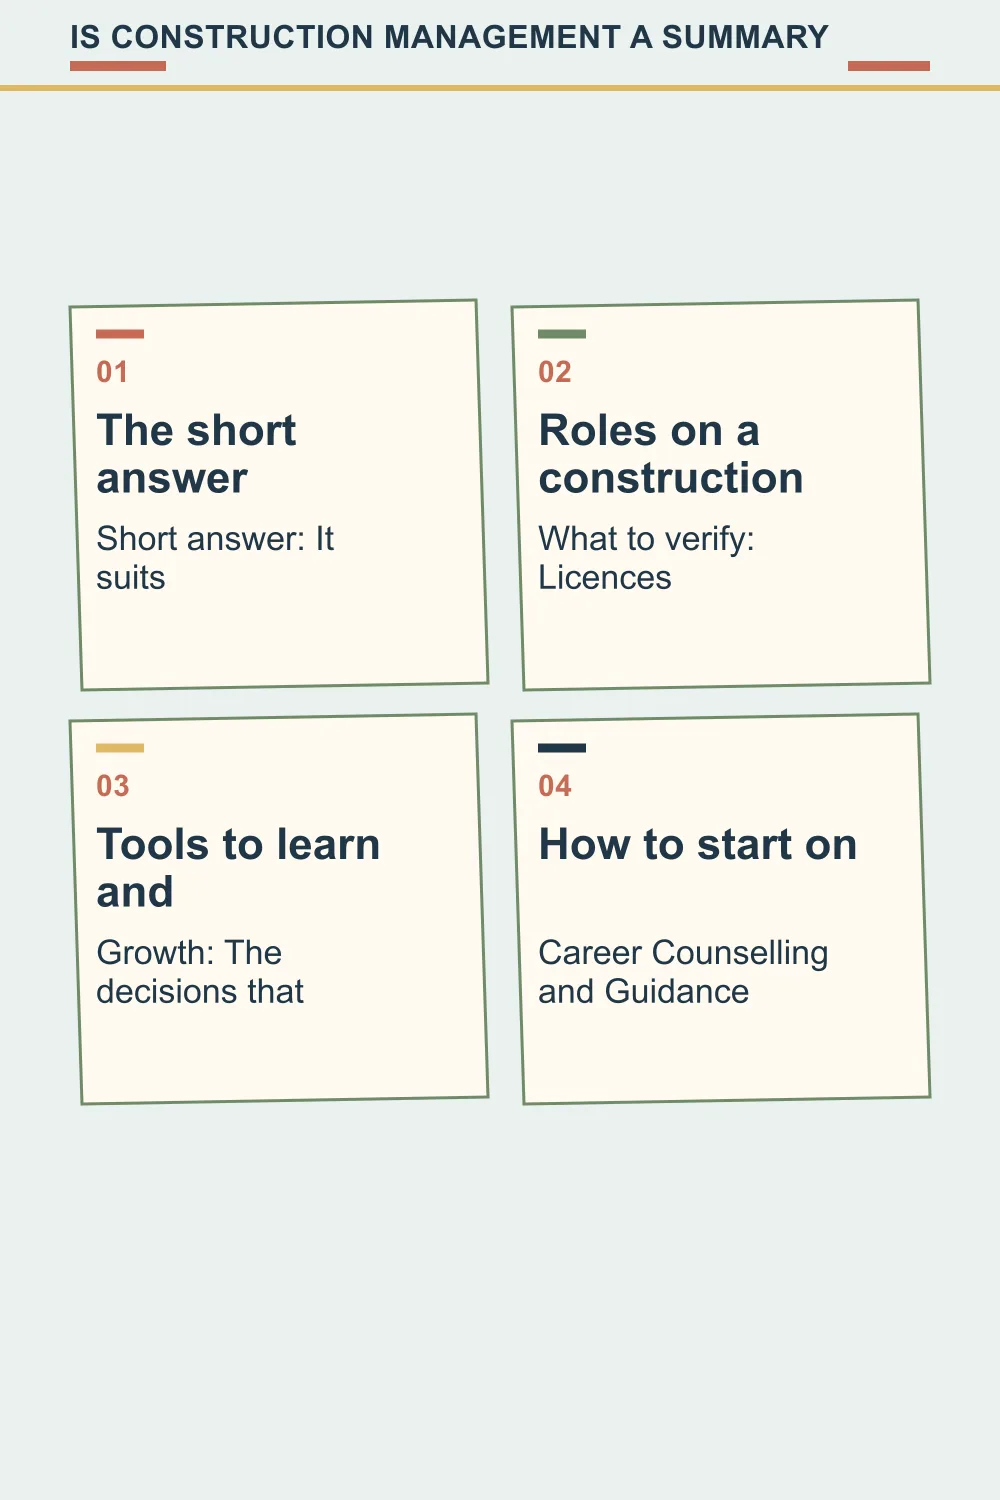 IS CONSTRUCTION MANAGEMENT A SUMMARY
01
The short
answer
Short answer: It
suits
02
Roles on a
construction
What to verify:
Licences
03
Tools to learn
and
Growth: The
decisions that
04
How to start on
Career Counselling
and Guidance